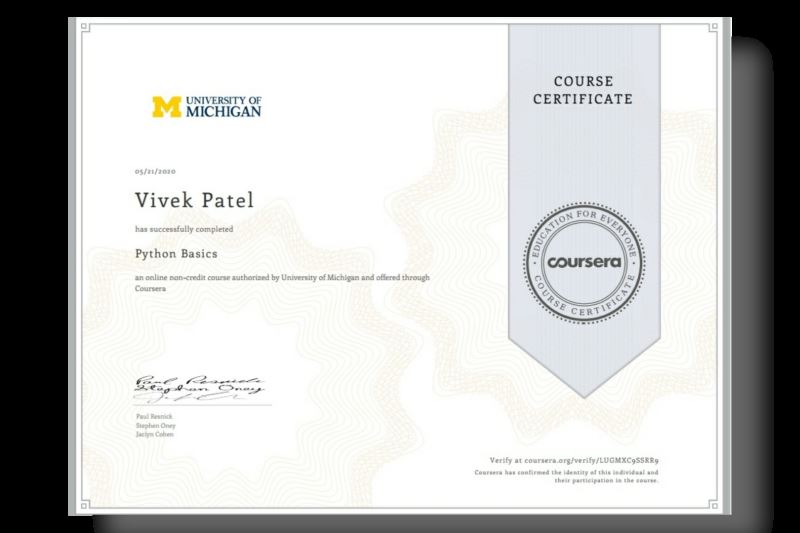 UNIVERSITY OF
MICHIGAN
COURSE
CERTIFICATE
05/21/2020
Vivek Patel
has successfully completed
Python Basics
an online non-credit course authorized by University of Michigan and offered through
Coursera
EDUCATION FOR EVERYONE
coursera
COURSE CERTIFICATE
Paul Resnick
Stephen Oney
Paul Resnick
Stephen Oney
Jaclyn Cohen
Verify at coursera.org/verify/LUGMXC9SSRR9
Coursera has confirmed the identity of this individual and
their participation in the course.